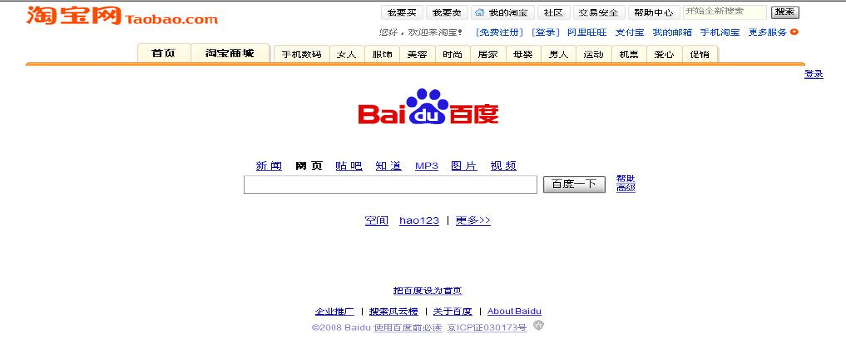 淘宝网 Taobao.com
我要买 我要卖 我的淘宝 社区 交易安全 帮助中心 开始全新搜索 搜索
您好，欢迎来淘宝！ [免费注册] [登录] 阿里旺旺 支付宝 我的邮箱 手机淘宝 更多服务
首页 淘宝商城 手机数码 女人 服饰 美容 时尚 居家 母婴 男人 运动 机票 爱心 促销
登录
Bai du 百度
新闻 网页 贴吧 知道 MP3 图片 视频
百度一下 帮助
高级
空间 hao123 | 更多>>
把百度设为首页
企业推广 | 搜索风云榜 | 关于百度 | About Baidu
©2008 Baidu 使用百度前必读 京ICP证030173号